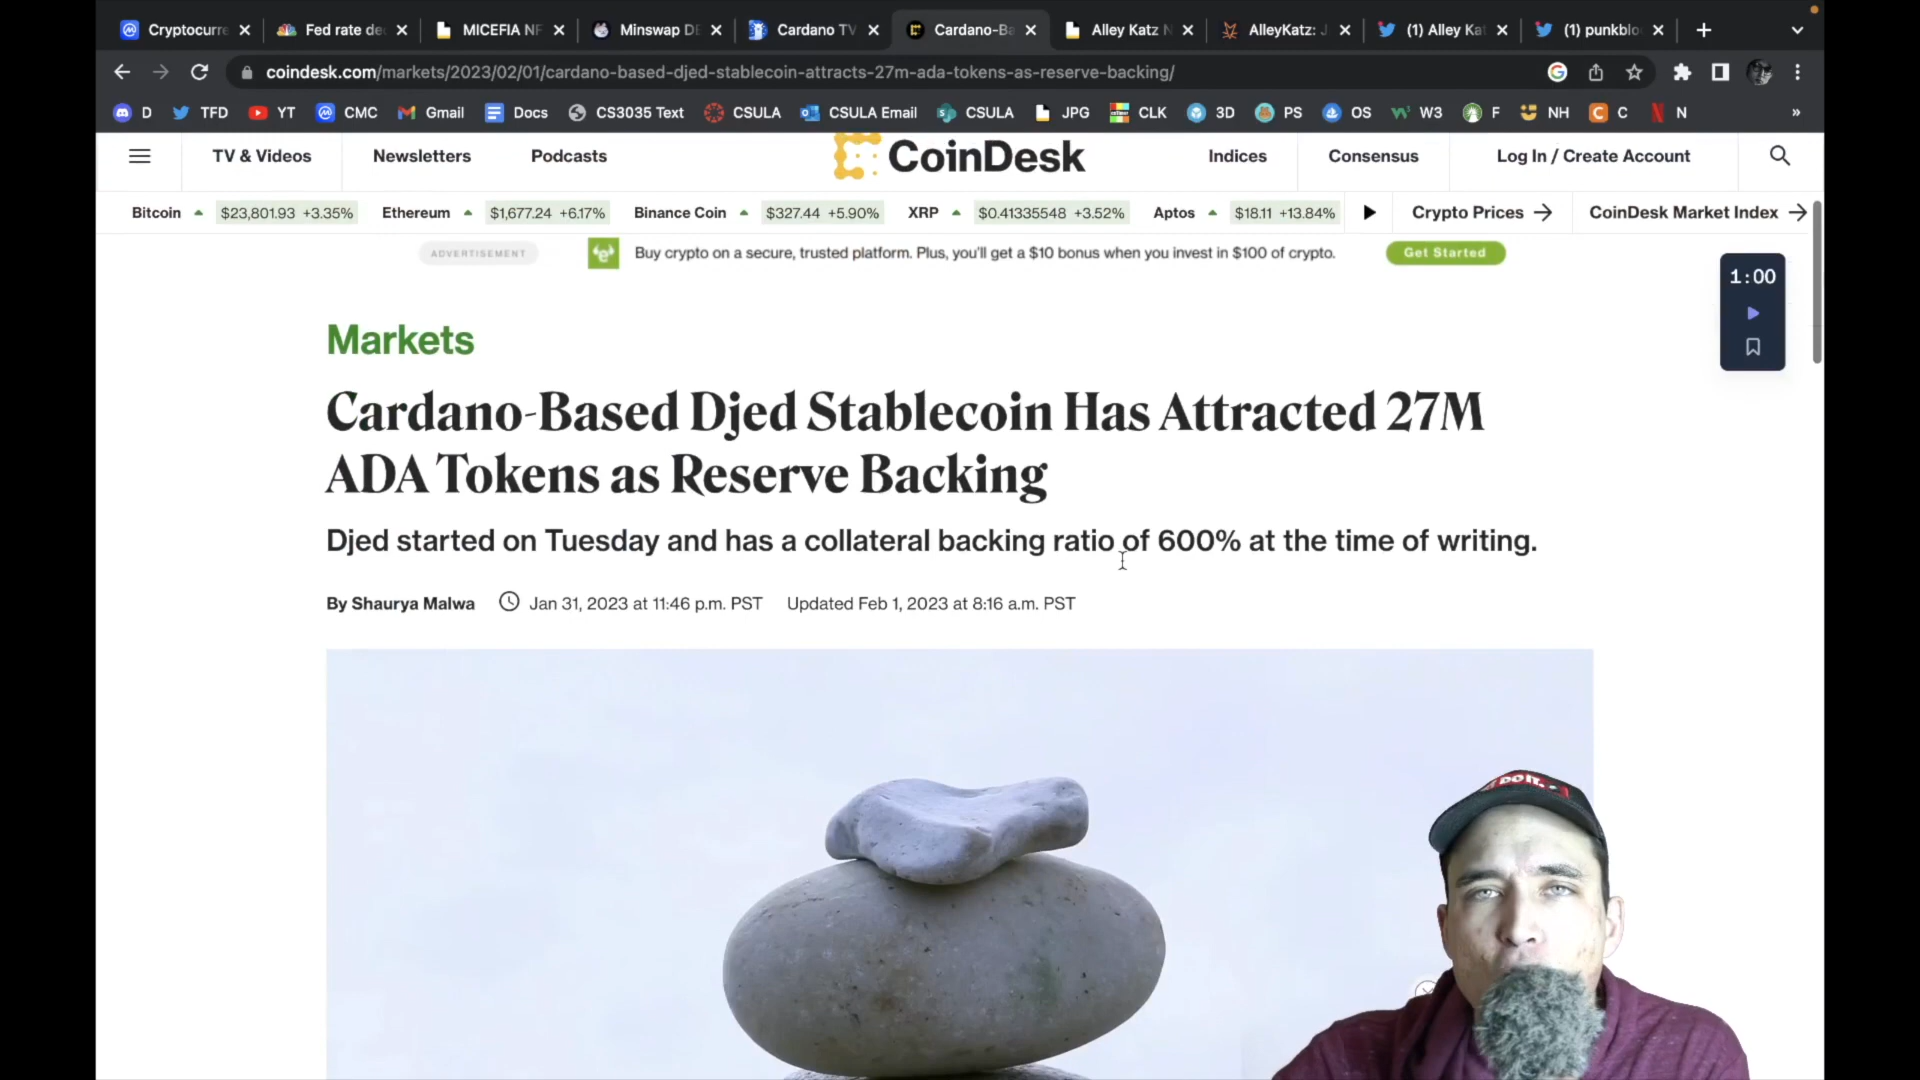 Cryptocurre
Fed rate dec
MICEFIA NF
Minswap DE
Cardano TV
Cardano-Ba
Alley Katz N
AlleyKatz: J
(1) Alley Kat
(1) punkblo
coindesk.com/markets/2023/02/01/cardano-based-djed-stablecoin-attracts-27m-ada-tokens-as-reserve-backing/
D TFD YT CMC Gmail Docs CS3035 Text CSULA CSULA Email CSULA JPG CLK 3D PS OS W3 F NH C N »
TV & Videos Newsletters Podcasts CoinDesk Indices Consensus Log In / Create Account
Bitcoin $23,801.93 +3.35% Ethereum $1,677.24 +6.17% Binance Coin $327.44 +5.90% XRP $0.41335548 +3.52% Aptos $18.11 +13.84% Crypto Prices → CoinDesk Market Index →
ADVERTISEMENT Buy crypto on a secure, trusted platform. Plus, you'll get a $10 bonus when you invest in $100 of crypto. Get Started
1:00
Markets
Cardano-Based Djed Stablecoin Has Attracted 27M
ADA Tokens as Reserve Backing
Djed started on Tuesday and has a collateral backing ratio of 600% at the time of writing.
By Shaurya Malwa Jan 31, 2023 at 11:46 p.m. PST Updated Feb 1, 2023 at 8:16 a.m. PST
DO IT.